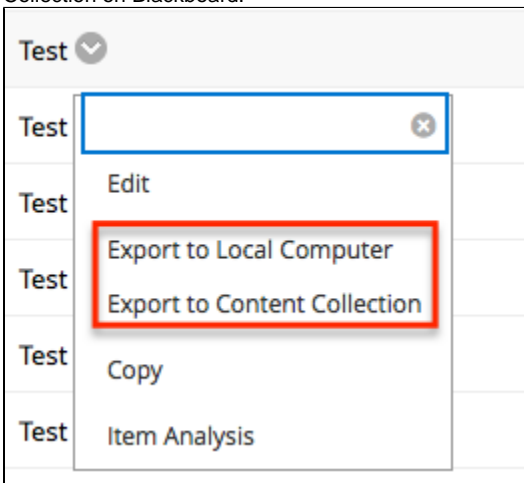 Collection on Blackboard.
Test
Test
Edit
Test
Export to Local Computer
Test
Export to Content Collection
Test
Copy
Test
Item Analysis